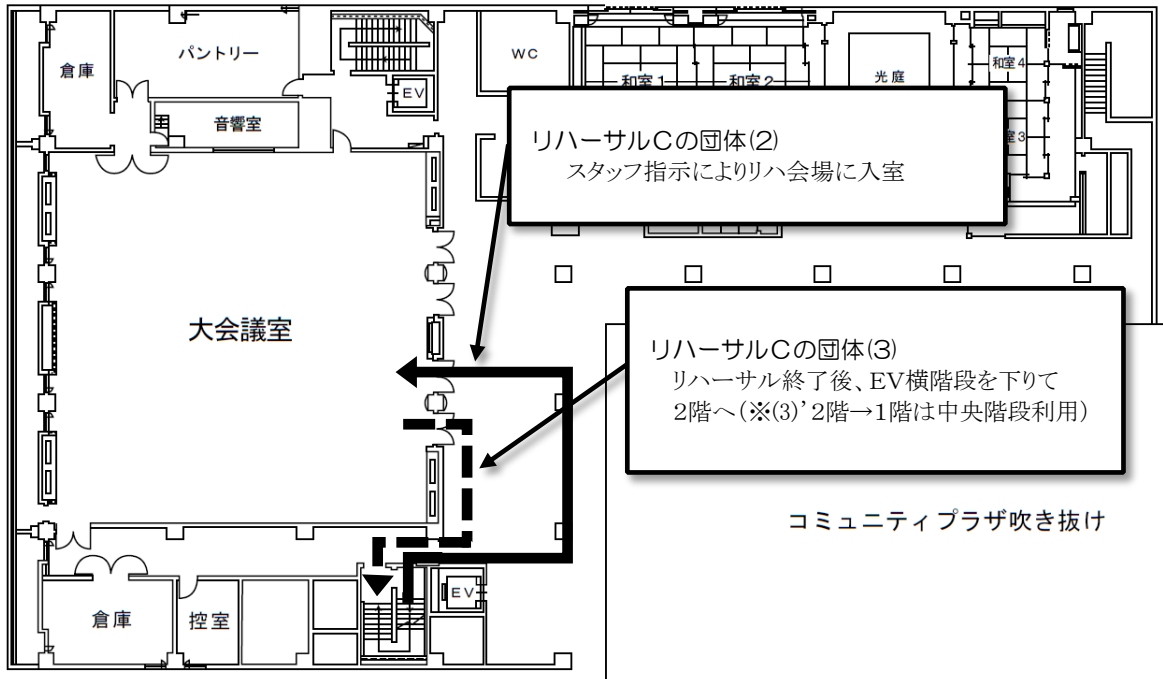 パントリー
倉庫
EV
音響室
WC
和室1
和室2
光庭
和室4
室3
リハーサルCの団体(2)
スタッフ指示によりリハ会場に入室
大会議室
リハーサルCの団体(3)
リハーサル終了後、EV横階段を下りて
2階へ(※(3)’2階→1階は中央階段利用)
コミュニティプラザ吹き抜け
EV
倉庫
控室